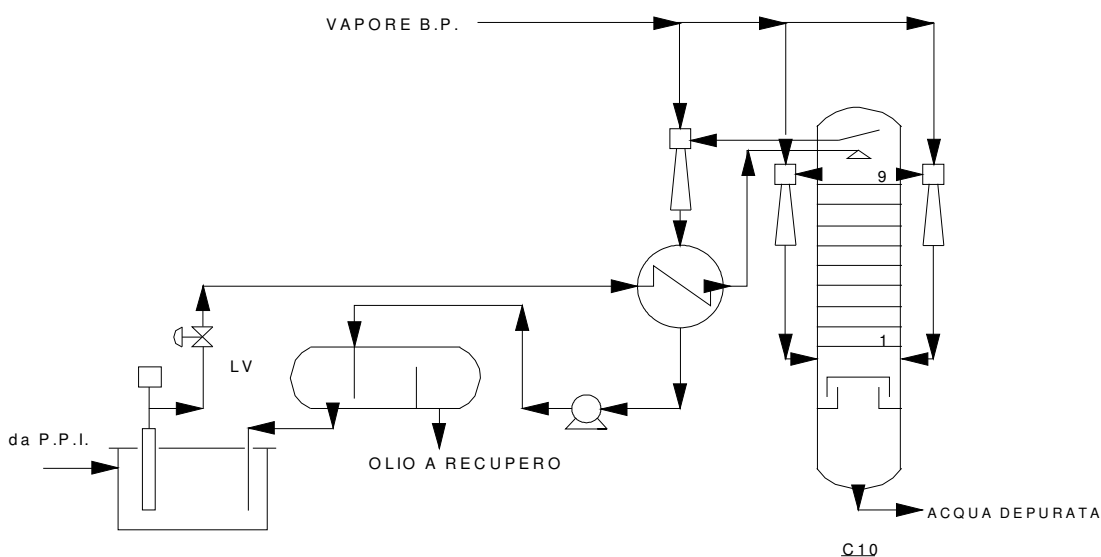 VAPORE B.P.
9
1
LV
da P.P.I.
OLIO A RECUPERO
ACQUA DEPURATA
C10